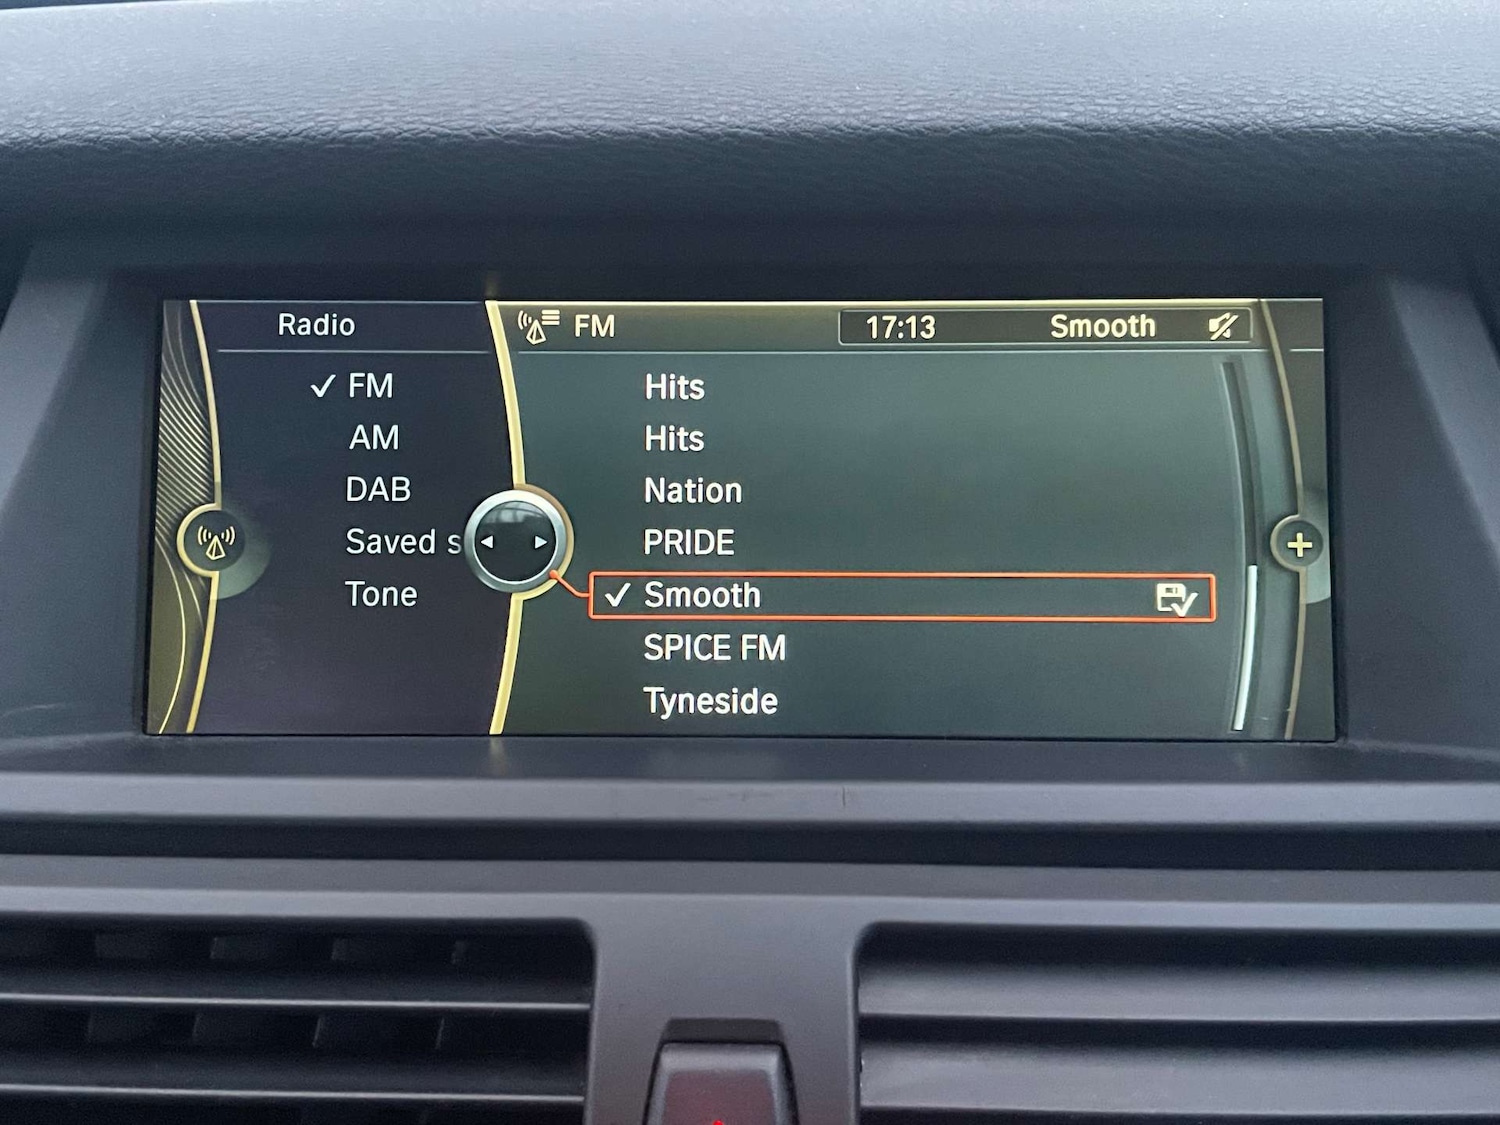 Radio
FM
AM
DAB
Saved s
Tone
FM
17:13 Smooth
Hits
Hits
Nation
PRIDE
Smooth
SPICE FM
Tyneside